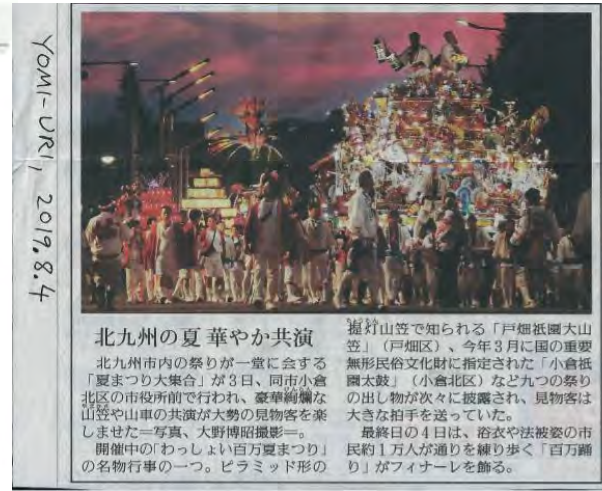 YOMI-URI, 2019.8.4
北九州の夏 華やか共演
北九州市内の祭りが一堂に会する
「夏まつり大集合」が3日、同市小倉
北区の市役所前で行われ、豪華絢爛な
山笠や山車の共演が大勢の見物客を楽
しませた=写真、大野博昭撮影=。
開催中の「わっしょい百万夏まつり」
の名物行事の一つ。ピラミッド形の
提灯山笠で知られる「戸畑祇園大山
笠」(戸畑区)、今年3月に国の重要
無形民俗文化財に指定された「小倉祇
園太鼓」(小倉北区)など九つの祭り
の出し物が次々に披露され、見物客は
大きな拍手を送っていた。
最終日の4日は、浴衣や法被姿の市
民約1万人が通りを練り歩く「百万踊
り」がフィナーレを飾る。